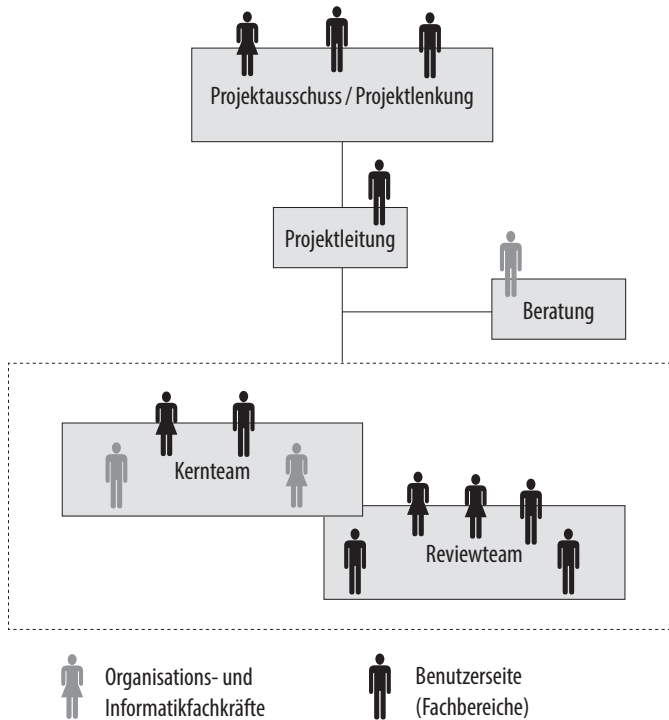 Projektausschuss / Projektlenkung
Projektleitung
Beratung
Kernteam
Reviewteam
Organisations- und
Informatikfachkräfte
Benutzerseite
(Fachbereiche)